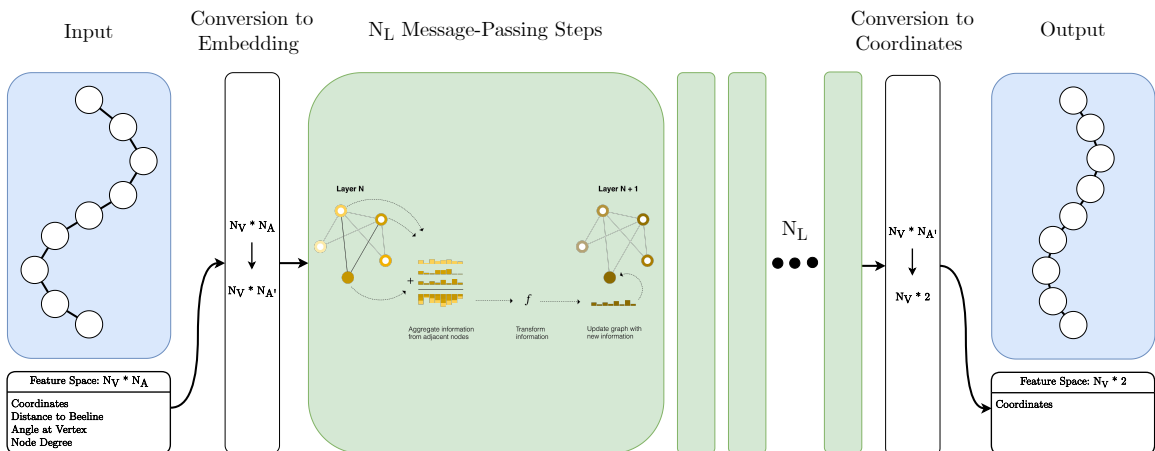 Input
Conversion to
Embedding
N_L Message-Passing Steps
Conversion to
Coordinates
Output
Layer N
Layer N + 1
N_V * N_A
N_V * N_A'
+
f
Aggregate information
from adjacent nodes
Transform
information
Update graph with
new information
N_L
N_V * N_A'
N_V * 2
Feature Space: N_V * N_A
Coordinates
Distance to Beeline
Angle at Vertex
Node Degree
Feature Space: N_V * 2
Coordinates